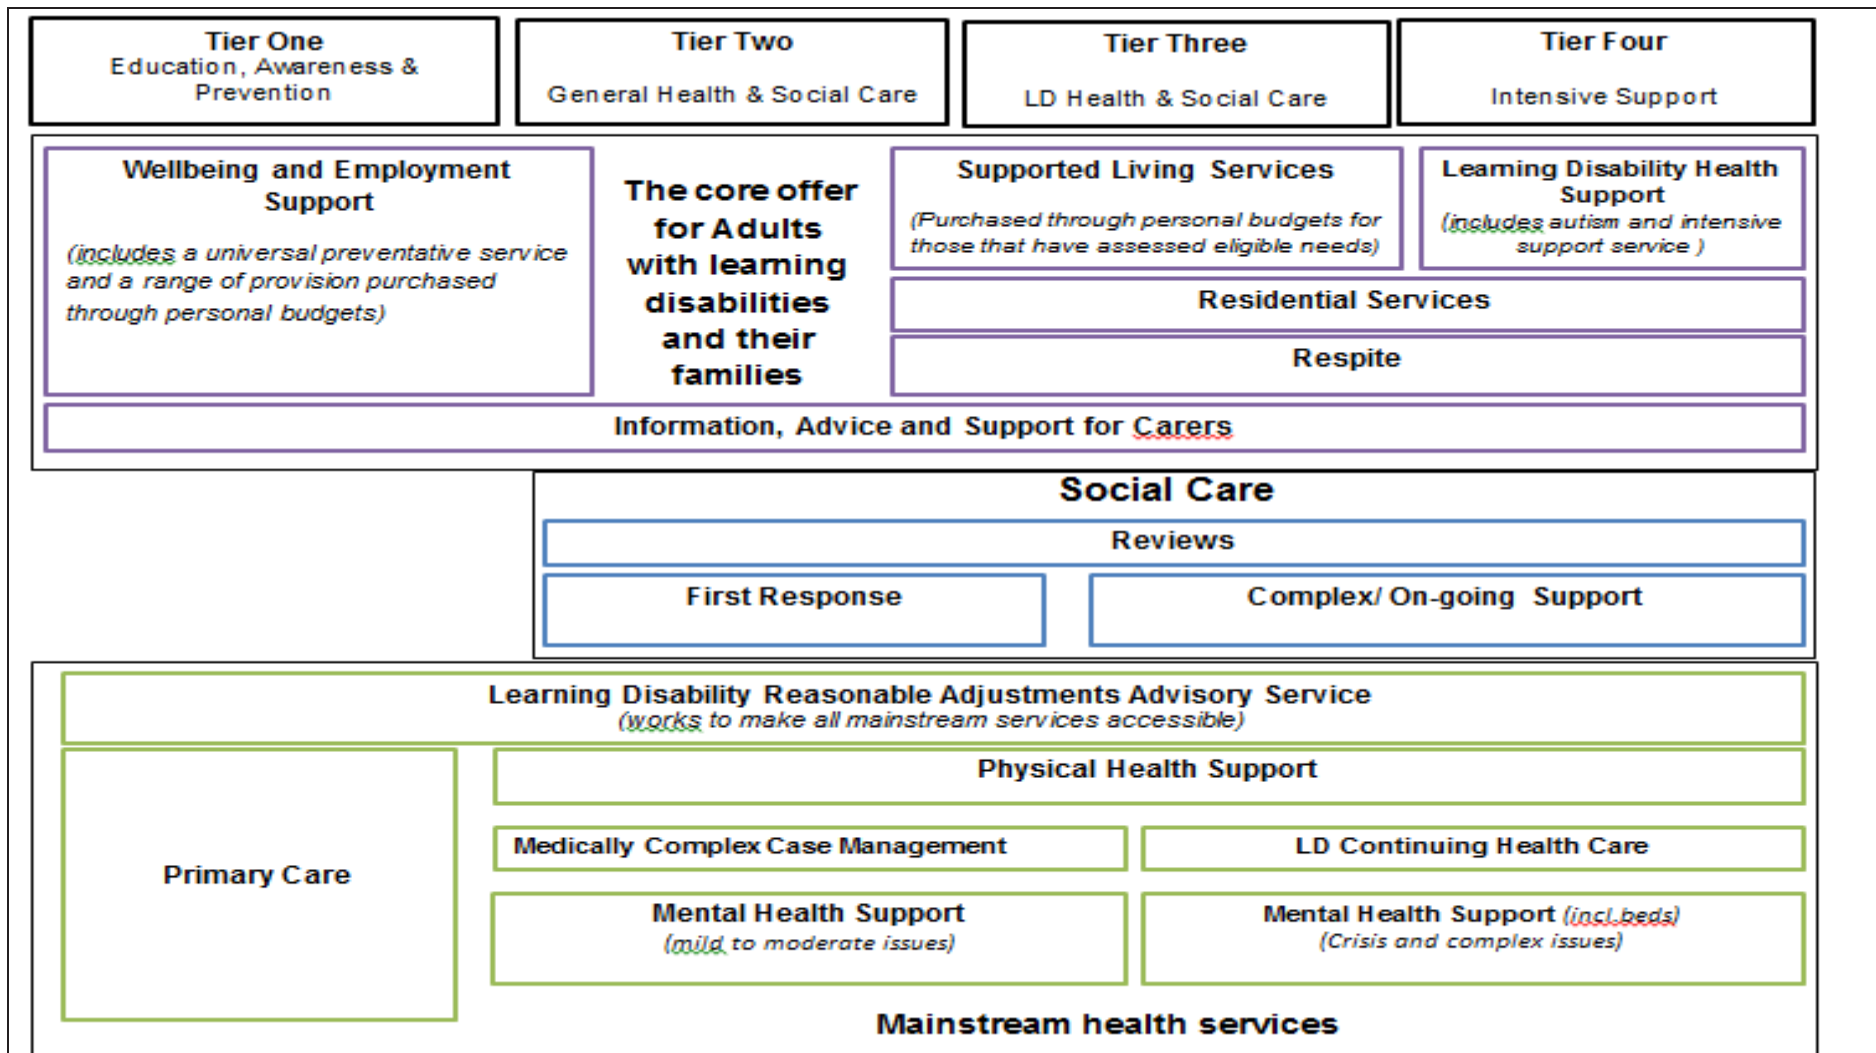 Tier One
Education, Awareness &
Prevention
Tier Two
General Health & Social Care
Tier Three
LD Health & Social Care
Tier Four
Intensive Support
Wellbeing and Employment
Support
(includes a universal preventative service
and a range of provision purchased
through personal budgets)
The core offer
for Adults
with learning
disabilities
and their
families
Supported Living Services
(Purchased through personal budgets for
those that have assessed eligible needs)
Learning Disability Health
Support
(includes autism and intensive
support service )
Residential Services
Respite
Information, Advice and Support for Carers
Social Care
Reviews
First Response
Complex/ On-going Support
Learning Disability Reasonable Adjustments Advisory Service
(works to make all mainstream services accessible)
Primary Care
Physical Health Support
Medically Complex Case Management
LD Continuing Health Care
Mental Health Support
(mild to moderate issues)
Mental Health Support (incl.beds)
(Crisis and complex issues)
Mainstream health services